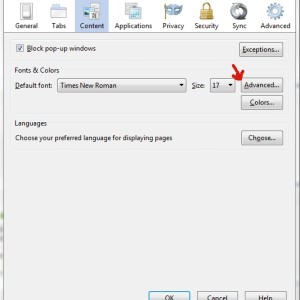 General Tabs Content Applications Privacy Security Sync Advanced
Block pop-up windows Exceptions...
Fonts & Colors
Default font: Times New Roman Size: 17 Advanced...
Colors...
Languages
Choose your preferred language for displaying pages Choose...
OK Cancel Help